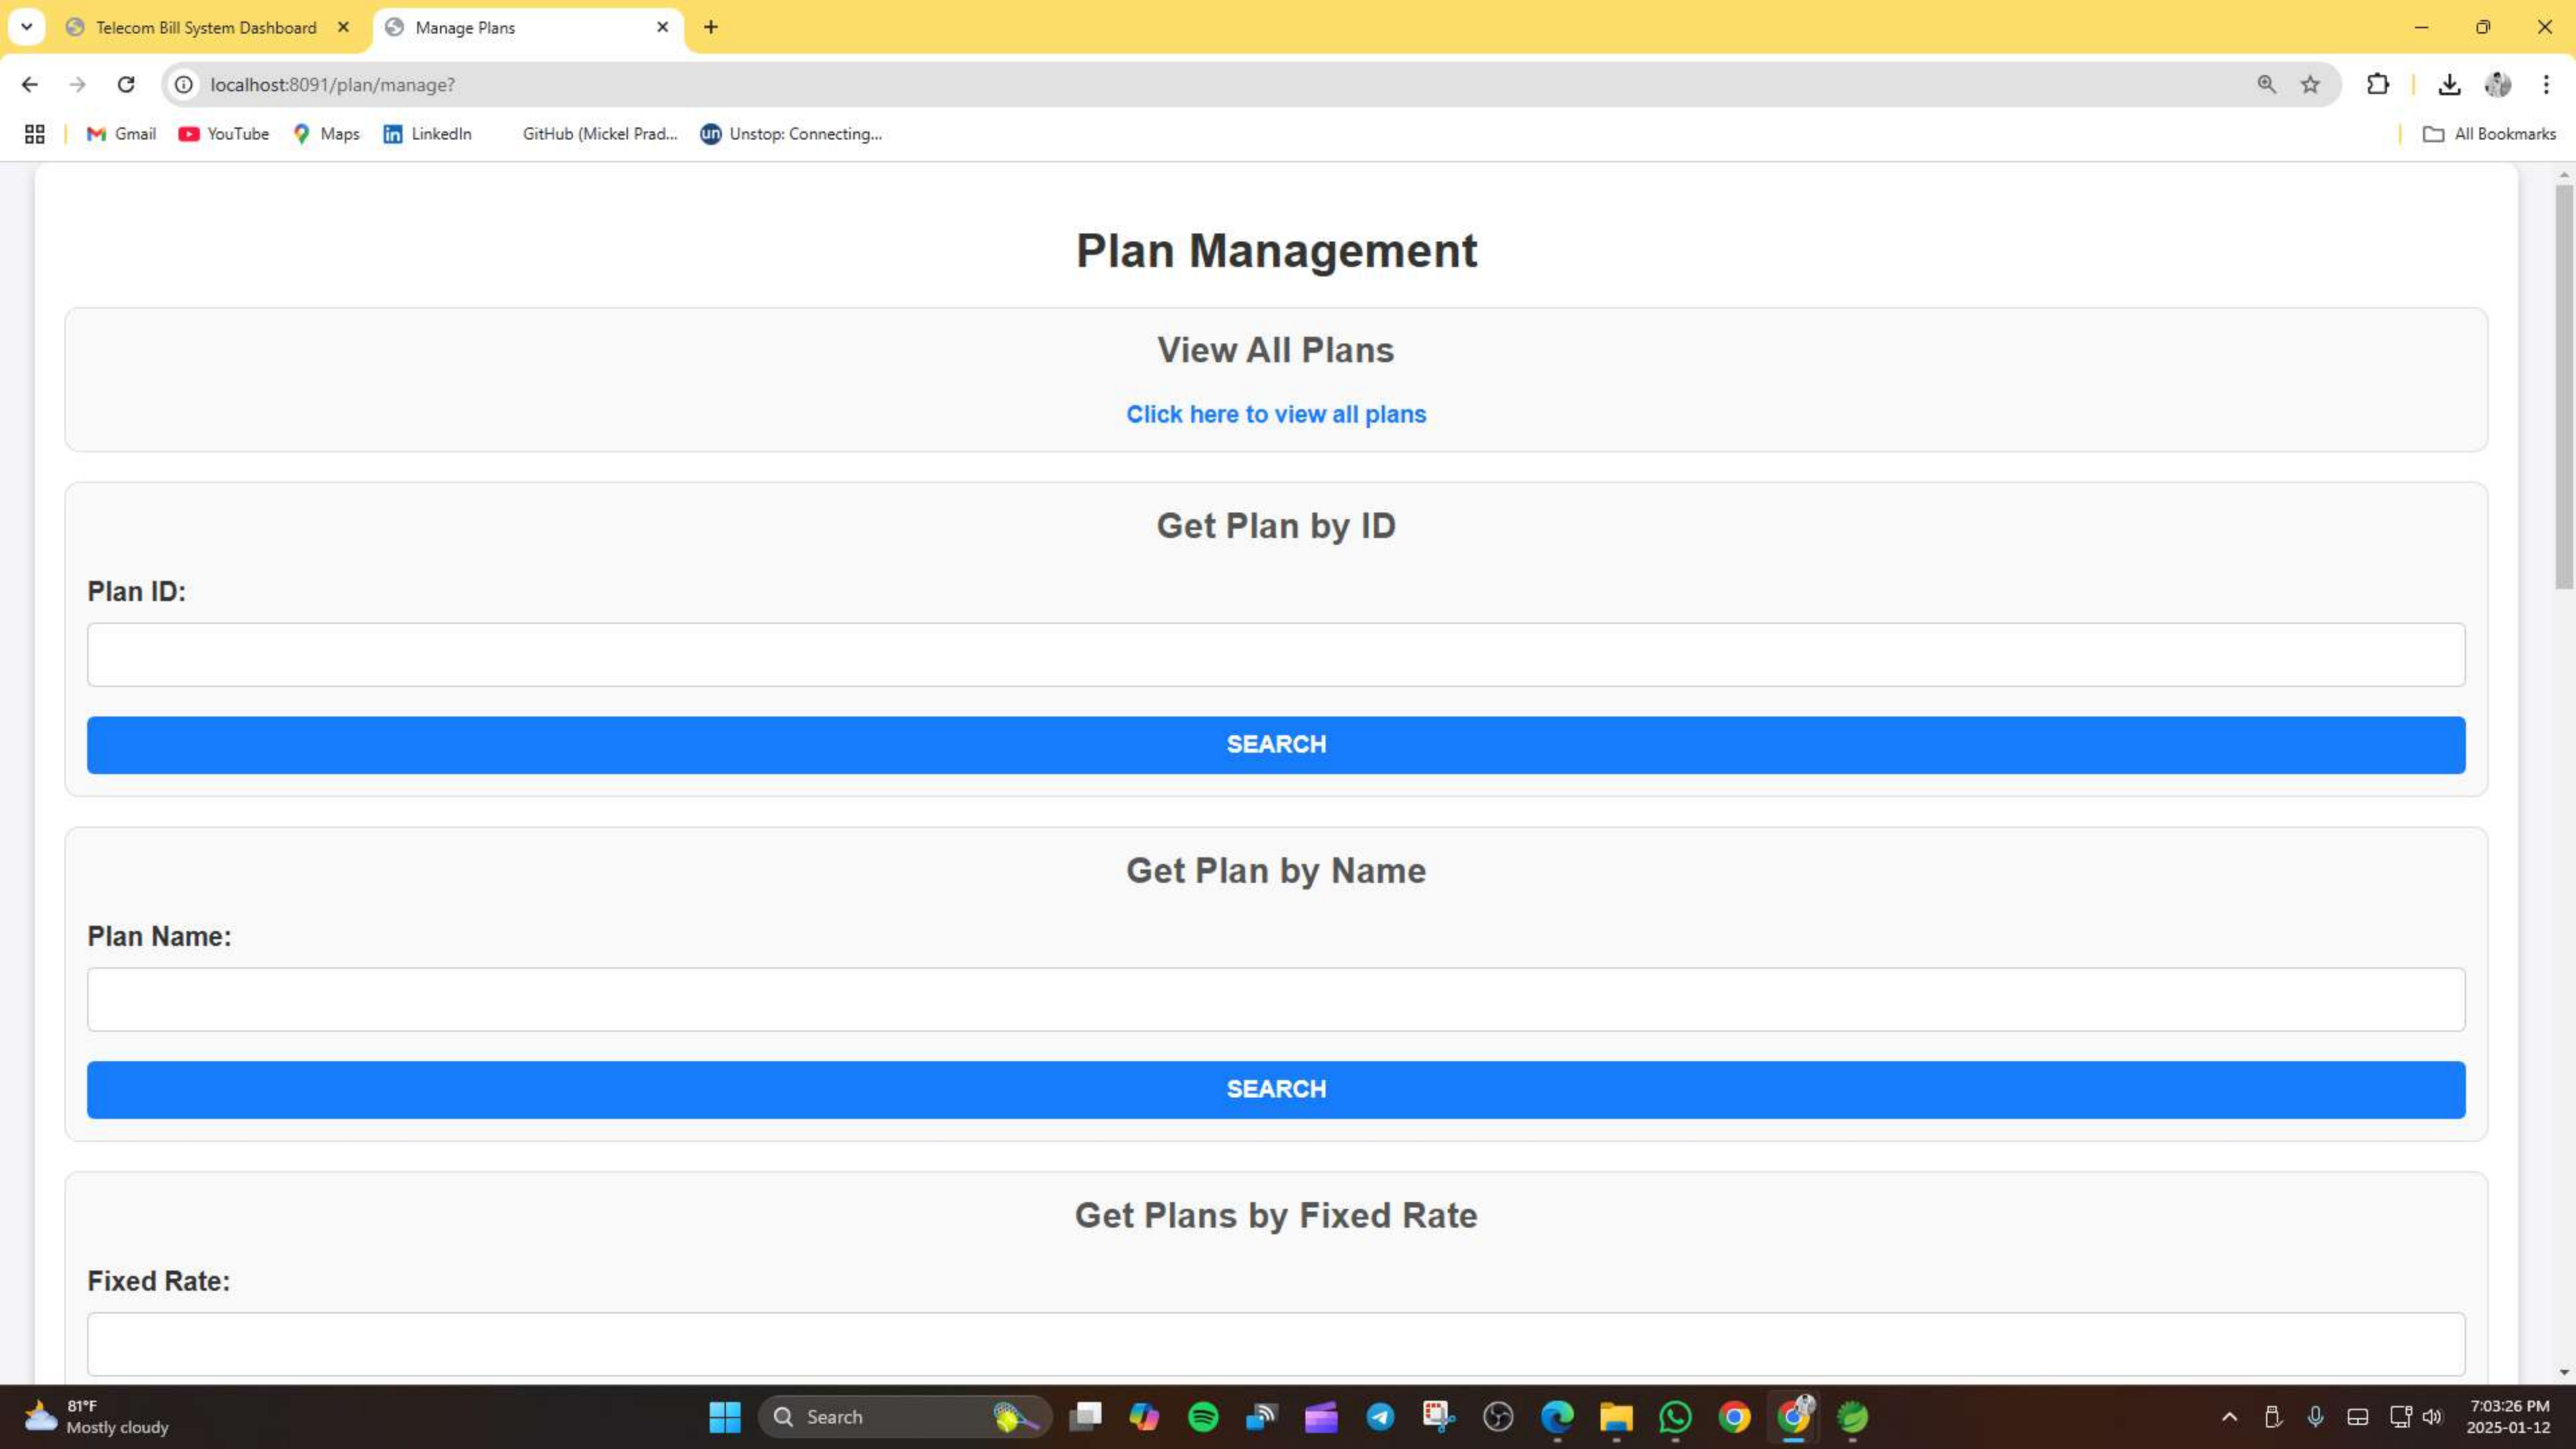 Telecom Bill System Dashboard
Manage Plans
localhost:8091/plan/manage?
Gmail
YouTube
Maps
LinkedIn
GitHub (Mickel Prad...
Unstop: Connecting...
All Bookmarks
Plan Management
View All Plans
Click here to view all plans
Get Plan by ID
Plan ID:
SEARCH
Get Plan by Name
Plan Name:
SEARCH
Get Plans by Fixed Rate
Fixed Rate:
81°F
Mostly cloudy
Search
7:03:26 PM
2025-01-12